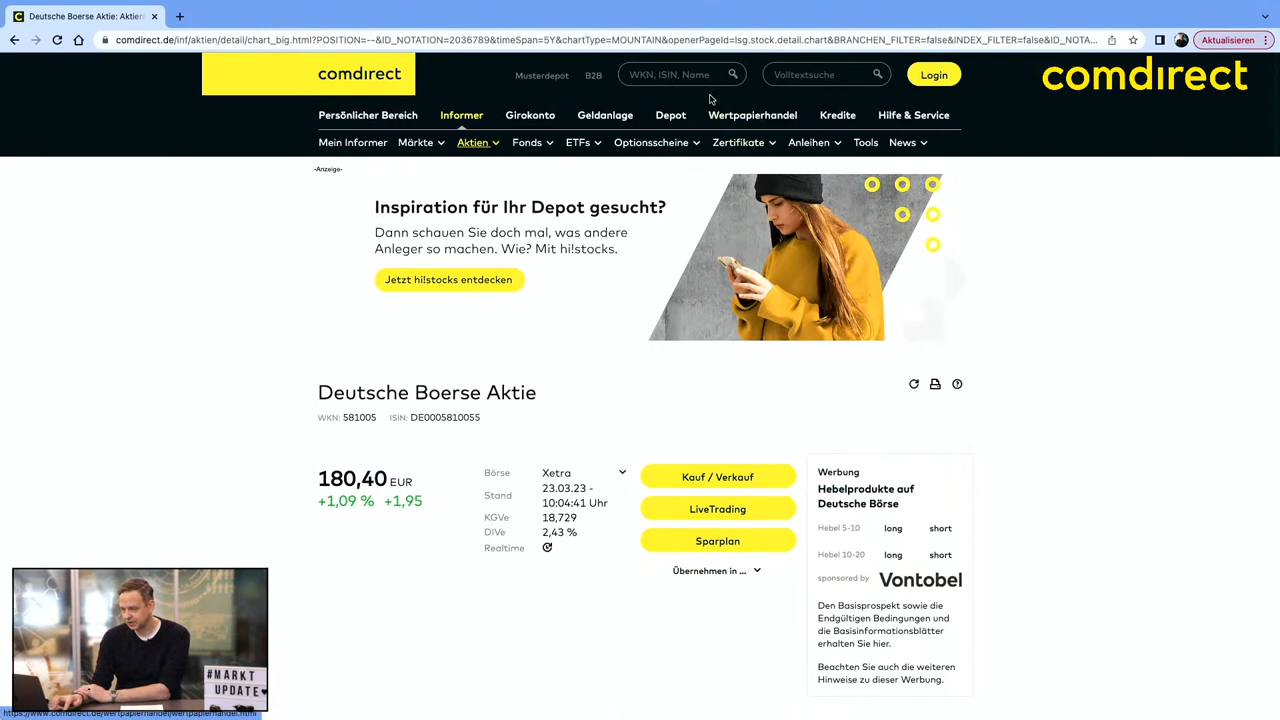 Deutsche Boerse Aktie: Aktien
comdirect.de/inf/aktien/detail/chart_big.html?POSITION=--&ID_NOTATION=2036789&timeSpan=5Y&chartType=MOUNTAIN&openerPageId=lsg.stock.detail.chart&BRANCHEN_FILTER=false&INDEX_FILTER=false&ID_NOTA...
Aktualisieren
comdirect
Musterdepot B2B WKN, ISIN, Name Volltextsuche Login
comdirect
Persönlicher Bereich Informer Girokonto Geldanlage Depot Wertpapierhandel Kredite Hilfe & Service
Mein Informer Märkte Aktien Fonds ETFs Optionsscheine Zertifikate Anleihen Tools News
-Anzeige-
Inspiration für Ihr Depot gesucht?
Dann schauen Sie doch mal, was andere
Anleger so machen. Wie? Mit hi!stocks.
Jetzt hi!stocks entdecken
Deutsche Boerse Aktie
WKN: 581005 ISIN: DE0005810055
180,40 EUR
+1,09 % +1,95
Börse Xetra
Stand 23.03.23 -
10:04:41 Uhr
KGVe 18,729
DIVe 2,43 %
Realtime
Kauf / Verkauf
LiveTrading
Sparplan
Übernehmen in ...
Werbung
Hebelprodukte auf
Deutsche Börse
Hebel 5-10 long short
Hebel 10-20 long short
sponsored by Vontobel
Den Basisprospekt sowie die
Endgültigen Bedingungen und
die Basisinformationsblätter
erhalten Sie hier.
Beachten Sie auch die weiteren
Hinweise zu dieser Werbung.
#MARKT
UPDATE
https://www.comdirect.de/wertpapierhandel/wertpapierhandel.html